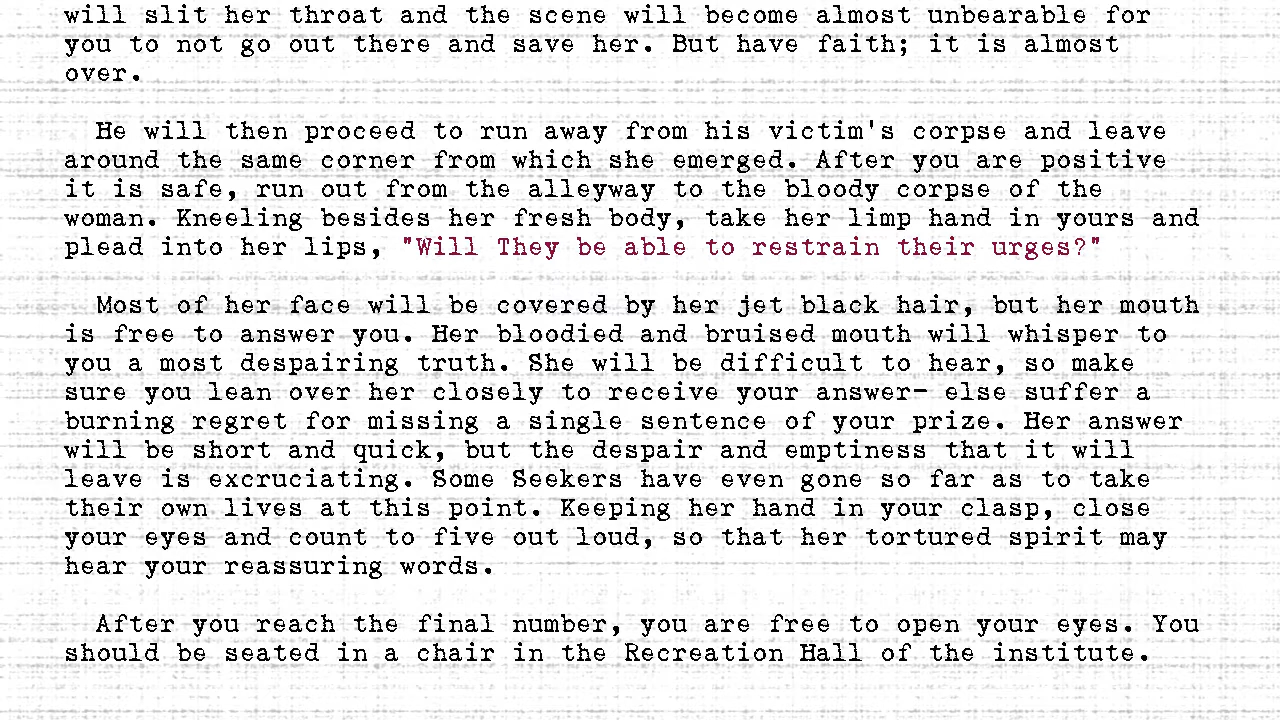 will slit her throat and the scene will become almost unbearable for
you to not go out there and save her. But have faith; it is almost
over.
He will then proceed to run away from his victim's corpse and leave
around the same corner from which she emerged. After you are positive
it is safe, run out from the alleyway to the bloody corpse of the
woman. Kneeling besides her fresh body, take her limp hand in yours and
plead into her lips, "Will They be able to restrain their urges?"
Most of her face will be covered by her jet black hair, but her mouth
is free to answer you. Her bloodied and bruised mouth will whisper to
you a most despairing truth. She will be difficult to hear, so make
sure you lean over her closely to receive your answer- else suffer a
burning regret for missing a single sentence of your prize. Her answer
will be short and quick, but the despair and emptiness that it will
leave is excruciating. Some Seekers have even gone so far as to take
their own lives at this point. Keeping her hand in your clasp, close
your eyes and count to five out loud, so that her tortured spirit may
hear your reassuring words.
After you reach the final number, you are free to open your eyes. You
should be seated in a chair in the Recreation Hall of the institute.